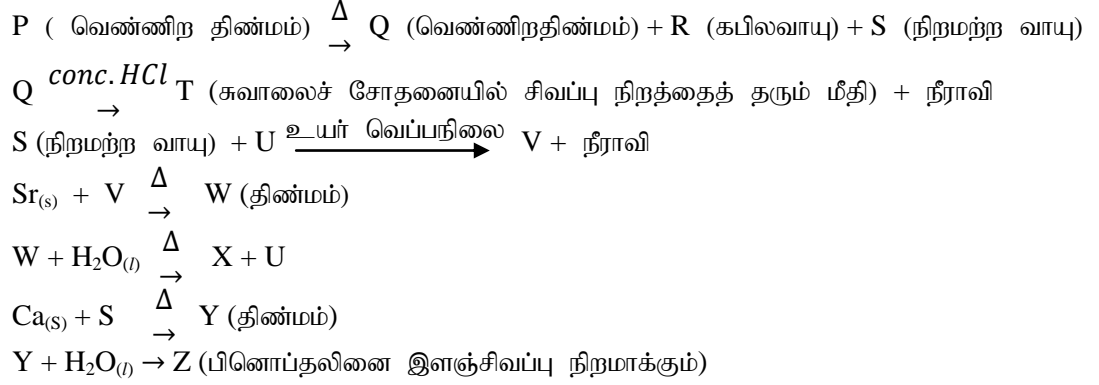 P ( வெண்ணிற திண்மம்) Δ→ Q (வெண்ணிறதிண்மம்) + R (கபிலவாயு) + S (நிறமற்ற வாயு)
Q conc. HCl→ T (சுவாலைச் சோதனையில் சிவப்பு நிறத்தைத் தரும் மீதி) + நீராவி
S (நிறமற்ற வாயு) + U உயர் வெப்பநிலை→ V + நீராவி
Sr(s) + V Δ→ W (திண்மம்)
W + H₂O(l) Δ→ X + U
Ca(S) + S Δ→ Y (திண்மம்)
Y + H₂O(l) → Z (பினொப்தலினை இளஞ்சிவப்பு நிறமாக்கும்)